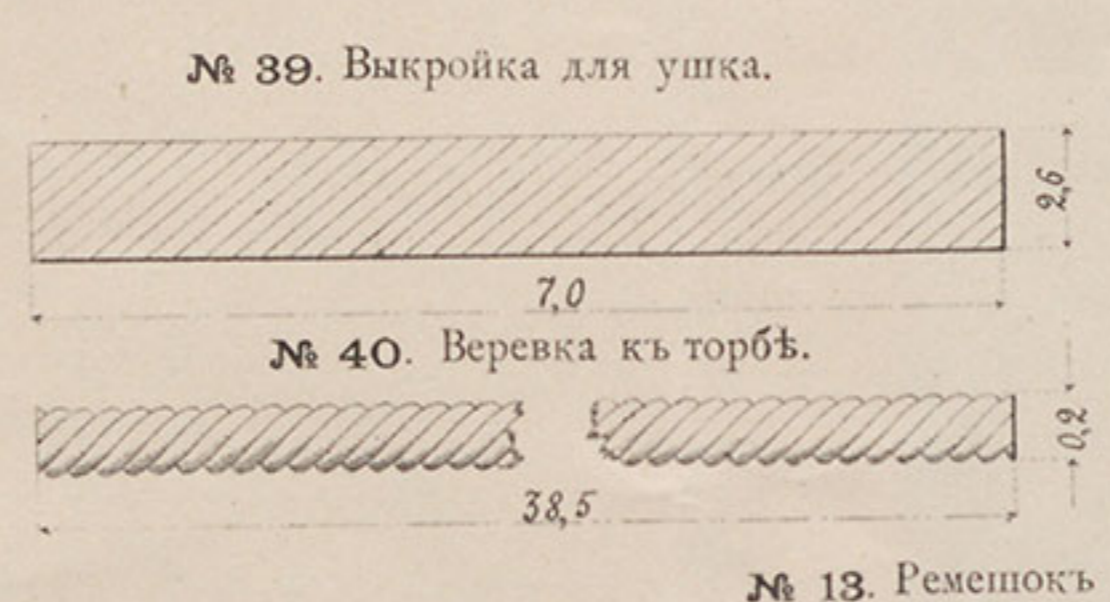 № 39. Выкройка для ушка.
2,6
7,0
№ 40. Веревка къ торбѣ.
0,2
38,5
№ 13. Ремешокъ